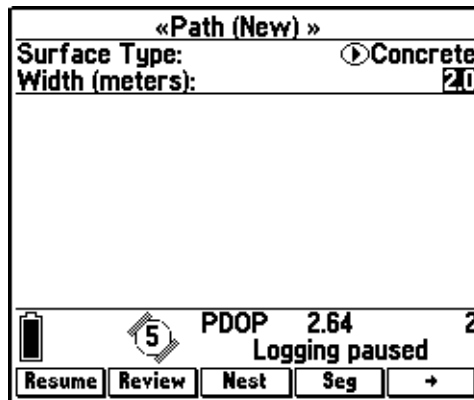 «Path (New) »
Surface Type: Concrete
Width (meters): 2.0
5 PDOP 2.64 2
Logging paused
Resume Review Nest Seg →